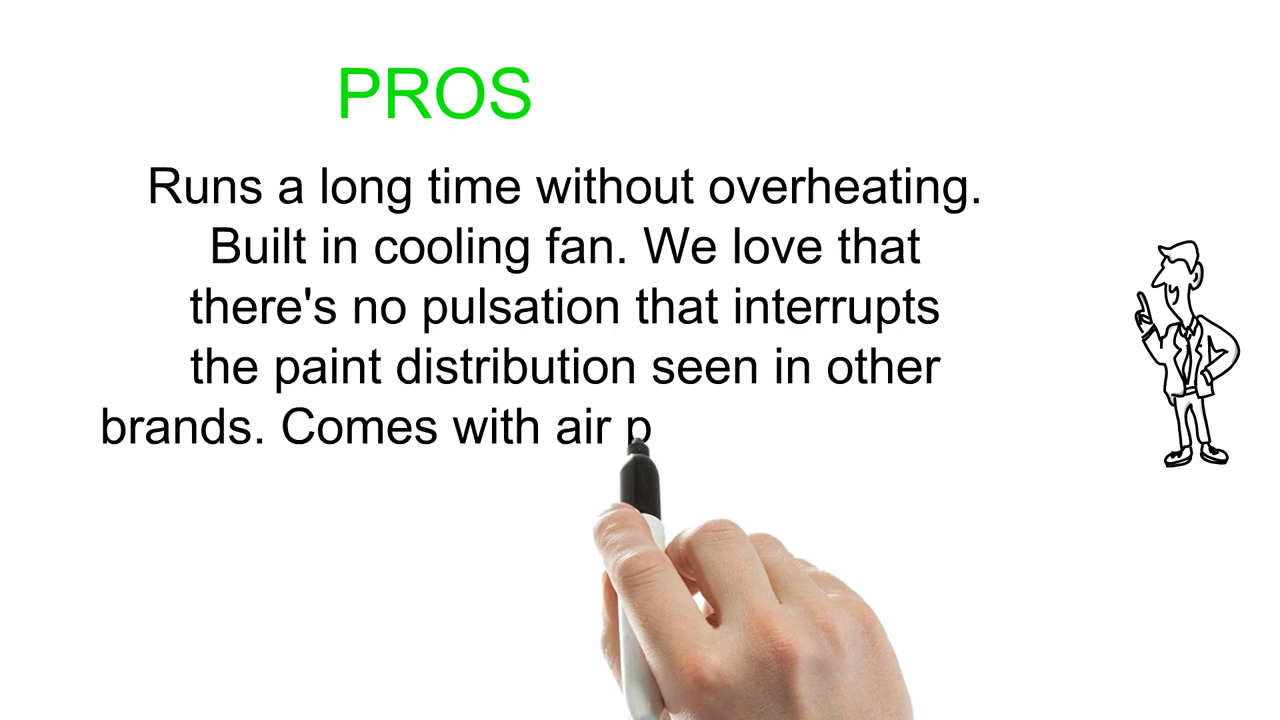 PROS
Runs a long time without overheating.
Built in cooling fan. We love that
there's no pulsation that interrupts
the paint distribution seen in other
brands. Comes with air p